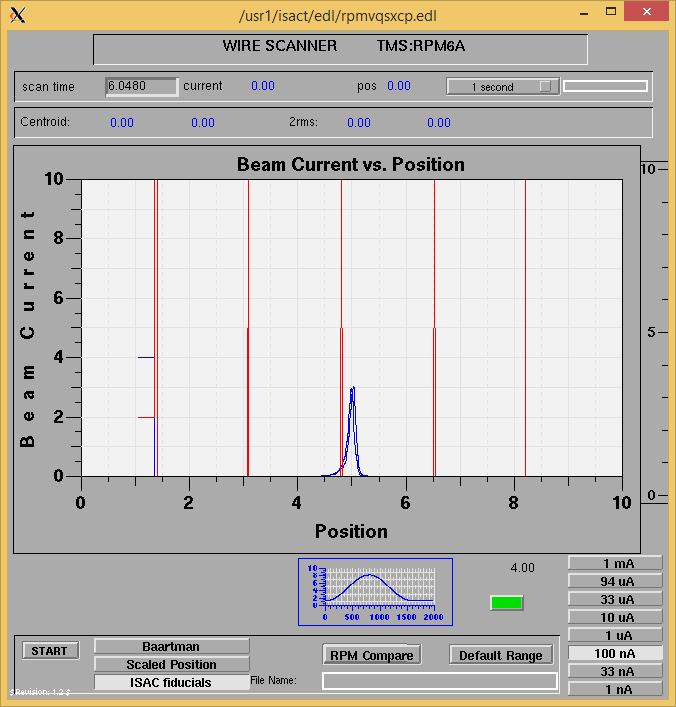 /usr1/isact/edl/rpmvqsxcp.edl
WIRE SCANNER TMS:RPM6A
scan time 6.0480 current 0.00 pos 0.00 1 second
Centroid: 0.00 0.00 2rms: 0.00 0.00
Beam Current vs. Position
10
8
6
4
2
0
Beam Current
0 2 4 6 8 10
Position
10
5
0
10
8
6
4
2
0
0 500 1000 1500 2000
4.00
1 mA
94 uA
33 uA
10 uA
1 uA
100 nA
33 nA
1 nA
START
Baartman
Scaled Position
ISAC fiducials
RPM Compare
Default Range
File Name:
$Revision: 1.2 $